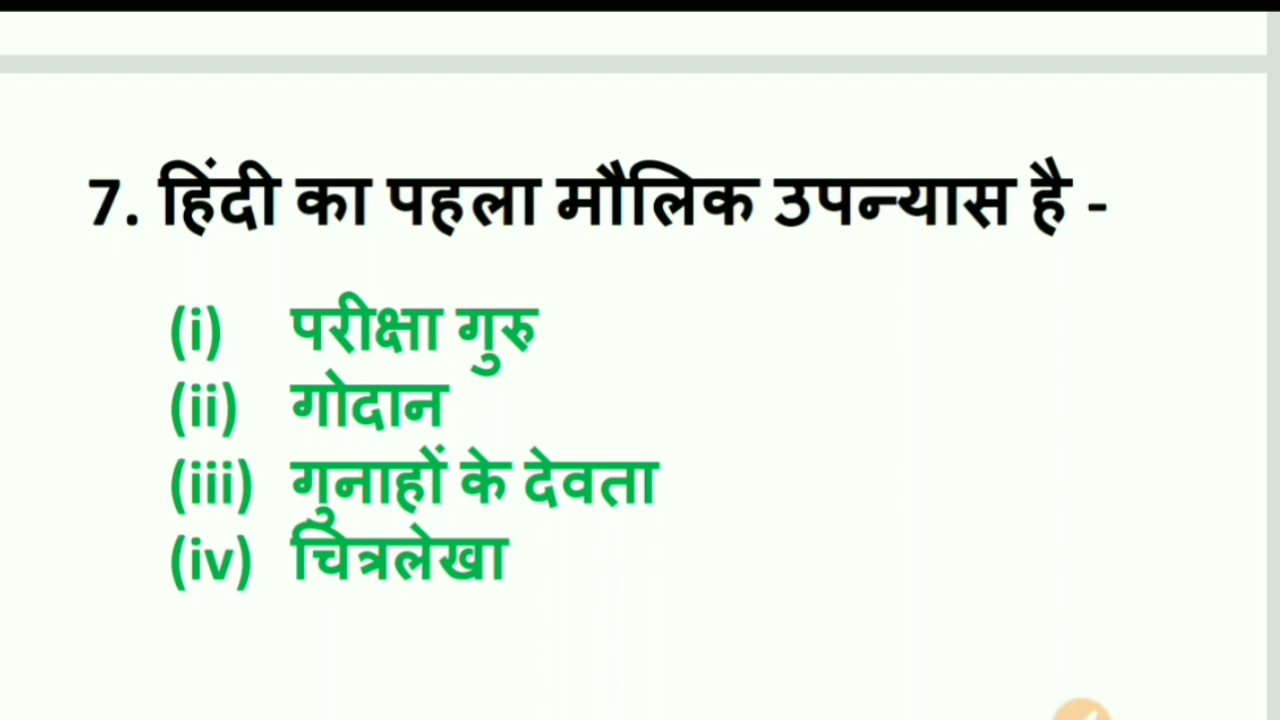 7. हिंदी का पहला मौलिक उपन्यास है -
(i) परीक्षा गुरु
(ii) गोदान
(iii) गुनाहों के देवता
(iv) चित्रलेखा